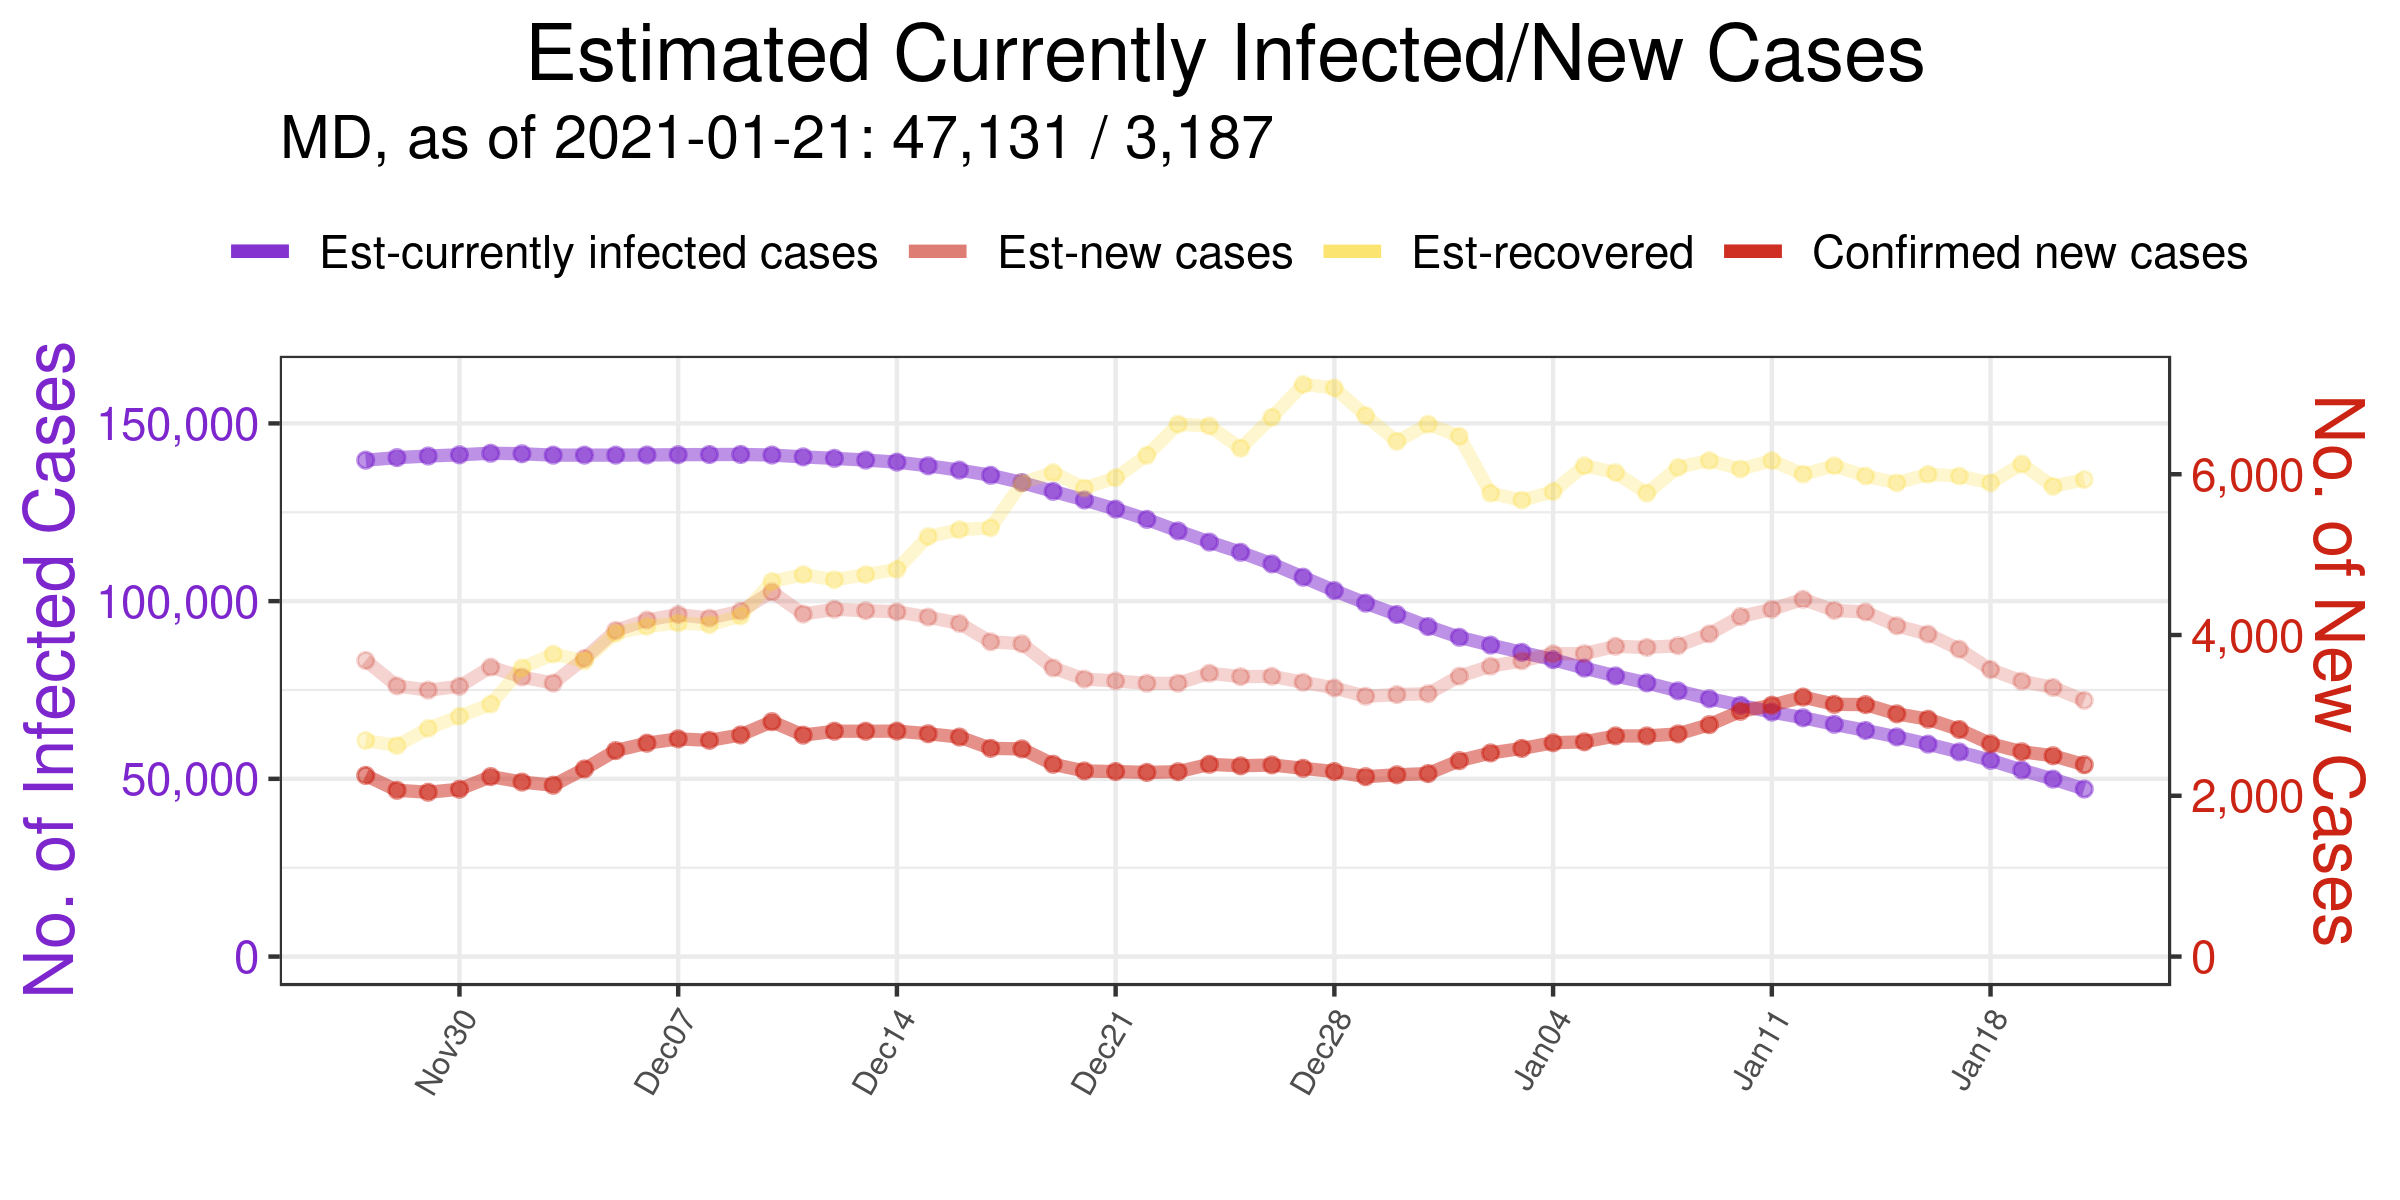 Estimated Currently Infected/New Cases
MD, as of 2021-01-21: 47,131 / 3,187
Est-currently infected cases Est-new cases Est-recovered Confirmed new cases
No. of Infected Cases
150,000
100,000
50,000
0
6,000
4,000
2,000
0
No. of New Cases
Nov30 Dec07 Dec14 Dec21 Dec28 Jan04 Jan11 Jan18